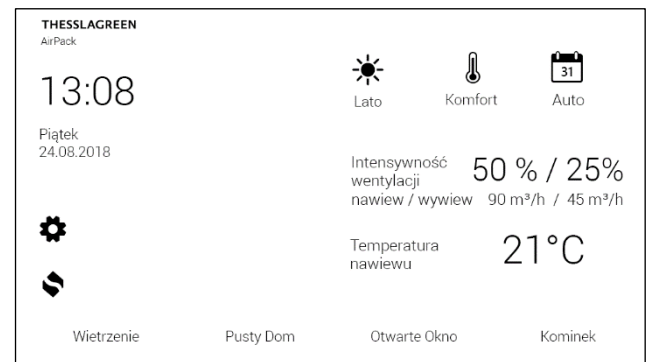 THESSLAGREEN
AirPack
13:08
Piątek
24.08.2018
31
Lato Komfort Auto
Intensywność
wentylacji
nawiew / wywiew
50 % / 25%
90 m³/h / 45 m³/h
Temperatura
nawiewu
21°C
Wietrzenie Pusty Dom Otwarte Okno Kominek